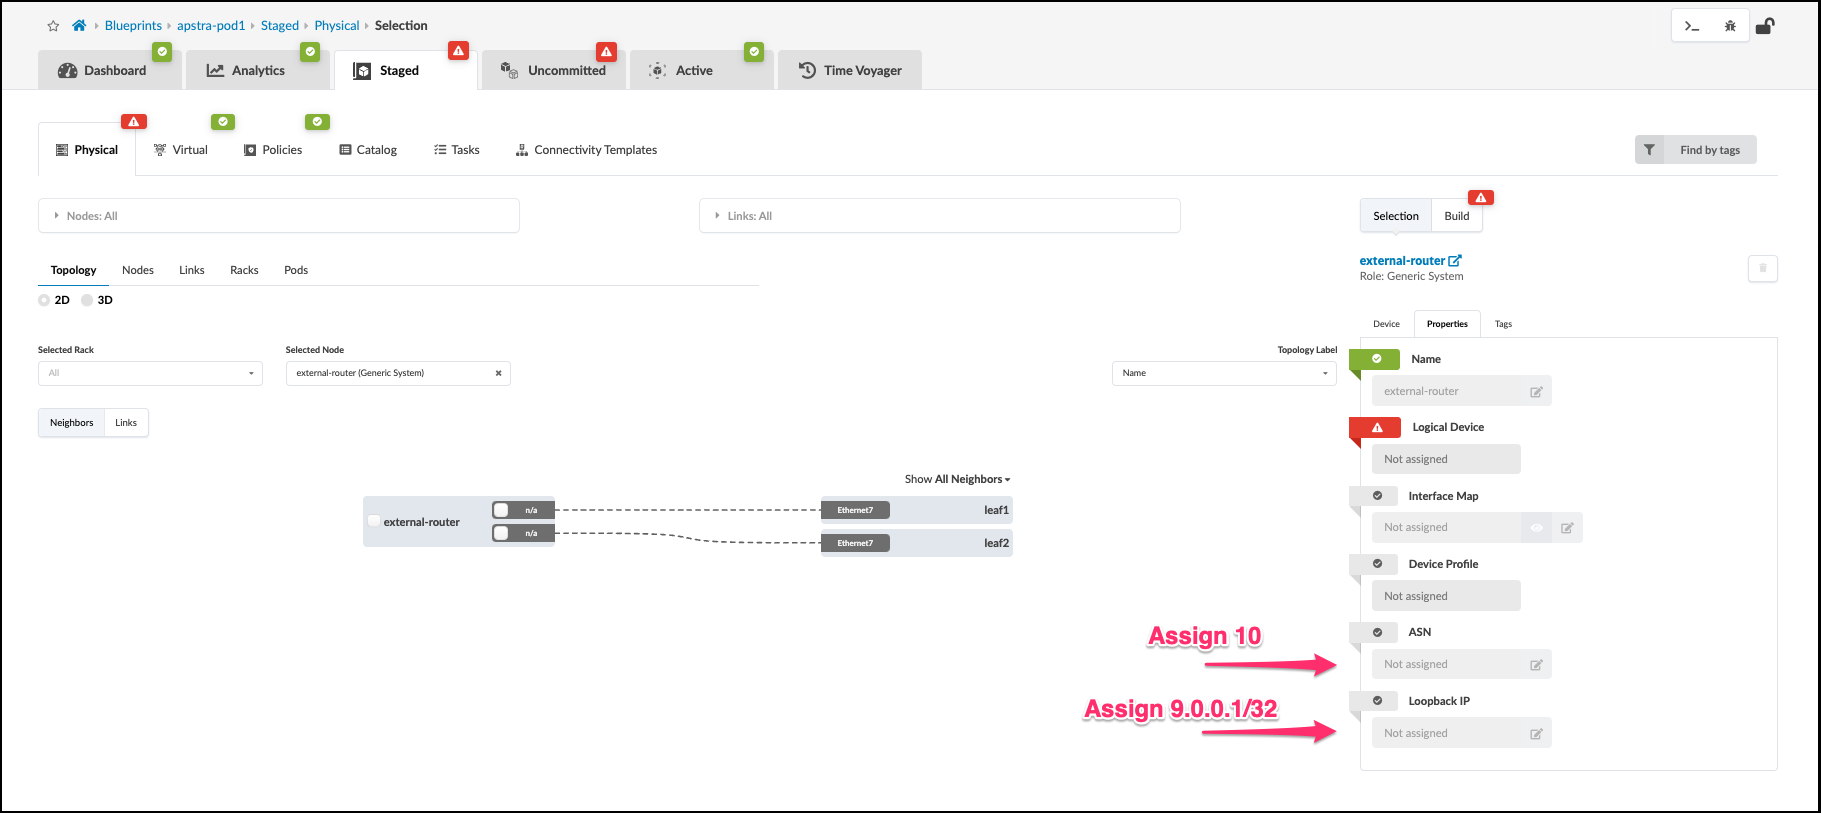 Blueprints apstra-pod1 Staged Physical Selection
Dashboard Analytics Staged Uncommitted Active Time Voyager
Physical Virtual Policies Catalog Tasks Connectivity Templates Find by tags
Nodes: All Links: All Selection Build
external-router
Role: Generic System
Topology Nodes Links Racks Pods
2D 3D
Device Properties Tags
Selected Rack Selected Node Topology Label
All external-router (Generic System) Name
Neighbors Links
Show All Neighbors
external-router n/a Ethernet7 leaf1
n/a Ethernet7 leaf2
Name
external-router
Logical Device
Not assigned
Interface Map
Not assigned
Device Profile
Not assigned
Assign 10
ASN
Not assigned
Assign 9.0.0.1/32
Loopback IP
Not assigned